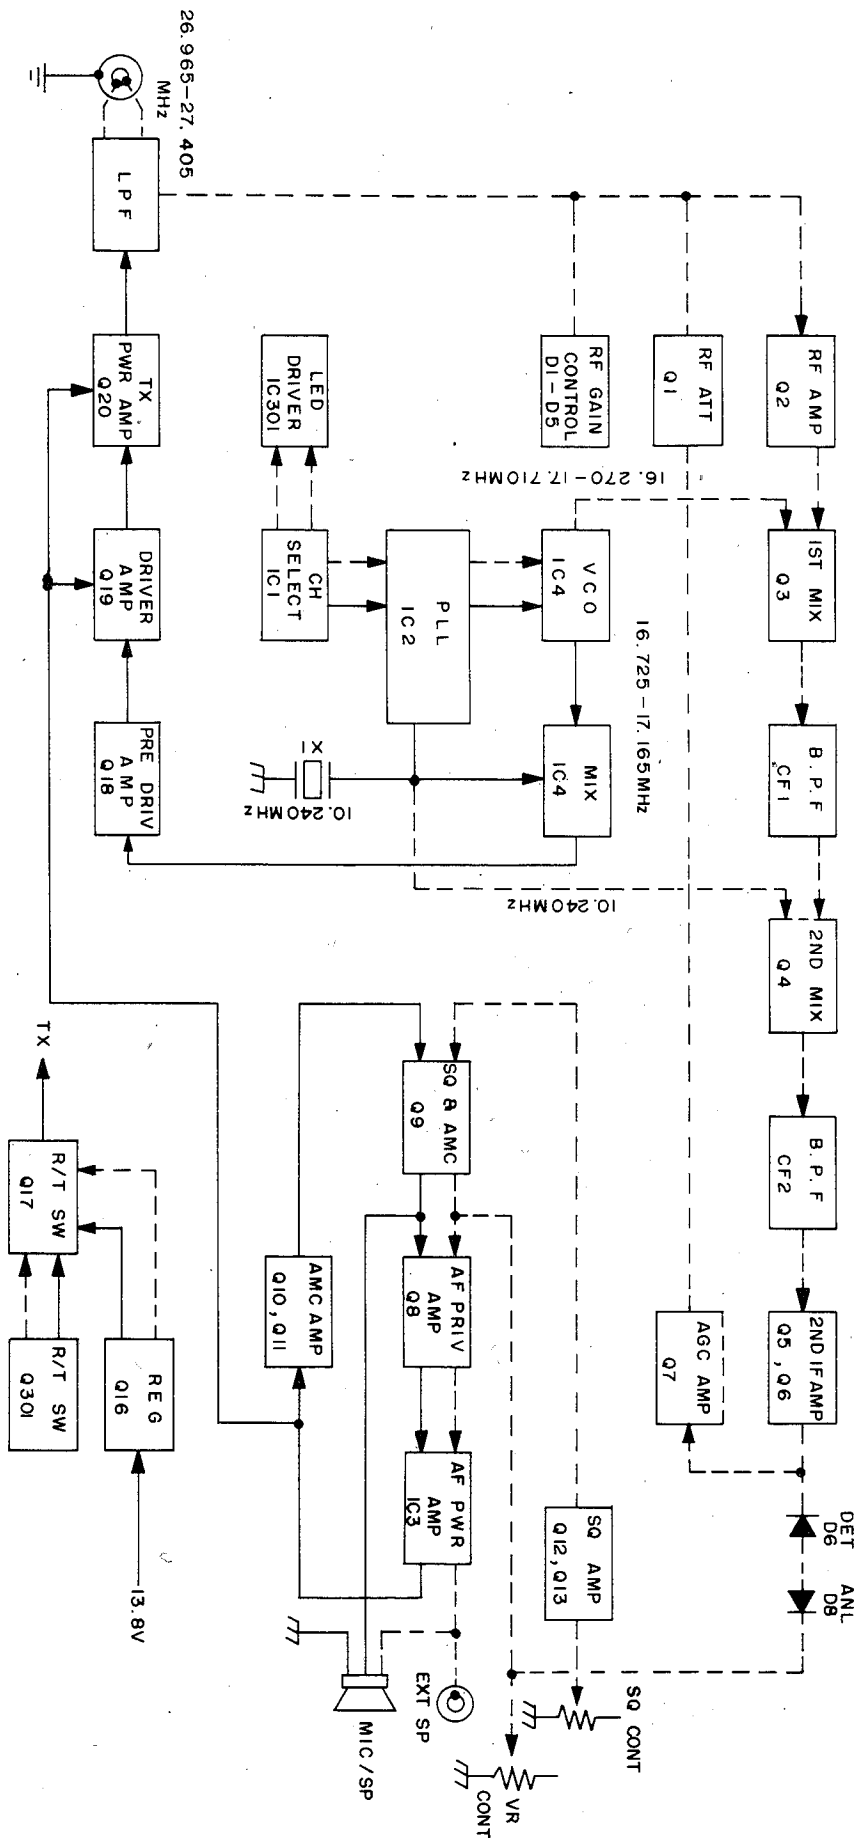 26.965-27.405
MHz
LPF
TX
PWR AMP
Q20
DRIVER
AMP
Q19
PRE DRIV
AMP
Q18
LED
DRIVER
IC301
CH
SELECT
IC1
PLL
IC2
X1
10.240MHz
RF GAIN
CONTROL
D1-D5
16.270-17.710MHz
VCO
IC4
MIX
IC4
16.725-17.165MHz
10.240MHz
RF ATT
Q1
RF AMP
Q2
1ST MIX
Q3
B.P.F
CF1
2ND MIX
Q4
B.P.F
CF2
2ND IF AMP
Q5, Q6
AGC AMP
Q7
DET
D6
ANL
D8
SQ & AMC
Q9
AF PRIV
AMP
Q8
AF PWR
AMP
IC3
AMC AMP
Q10, Q11
SQ AMP
Q12, Q13
SQ CONT
VR
CONT
EXT SP
MIC/SP
TX
R/T SW
Q17
R/T SW
Q301
REG
Q16
13.8V